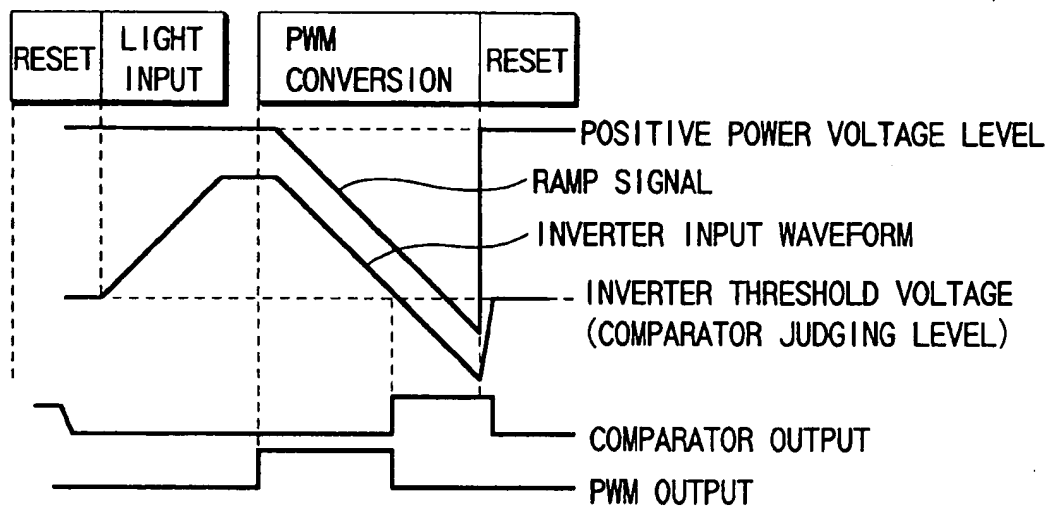 RESET
LIGHT
INPUT
PWM
CONVERSION
RESET
POSITIVE POWER VOLTAGE LEVEL
RAMP SIGNAL
INVERTER INPUT WAVEFORM
INVERTER THRESHOLD VOLTAGE
(COMPARATOR JUDGING LEVEL)
COMPARATOR OUTPUT
PWM OUTPUT